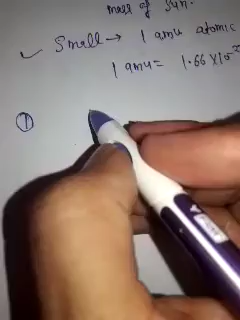 mass of sun.
✓ Small → 1 amu atomic
1 amu = 1.66 × 10
①